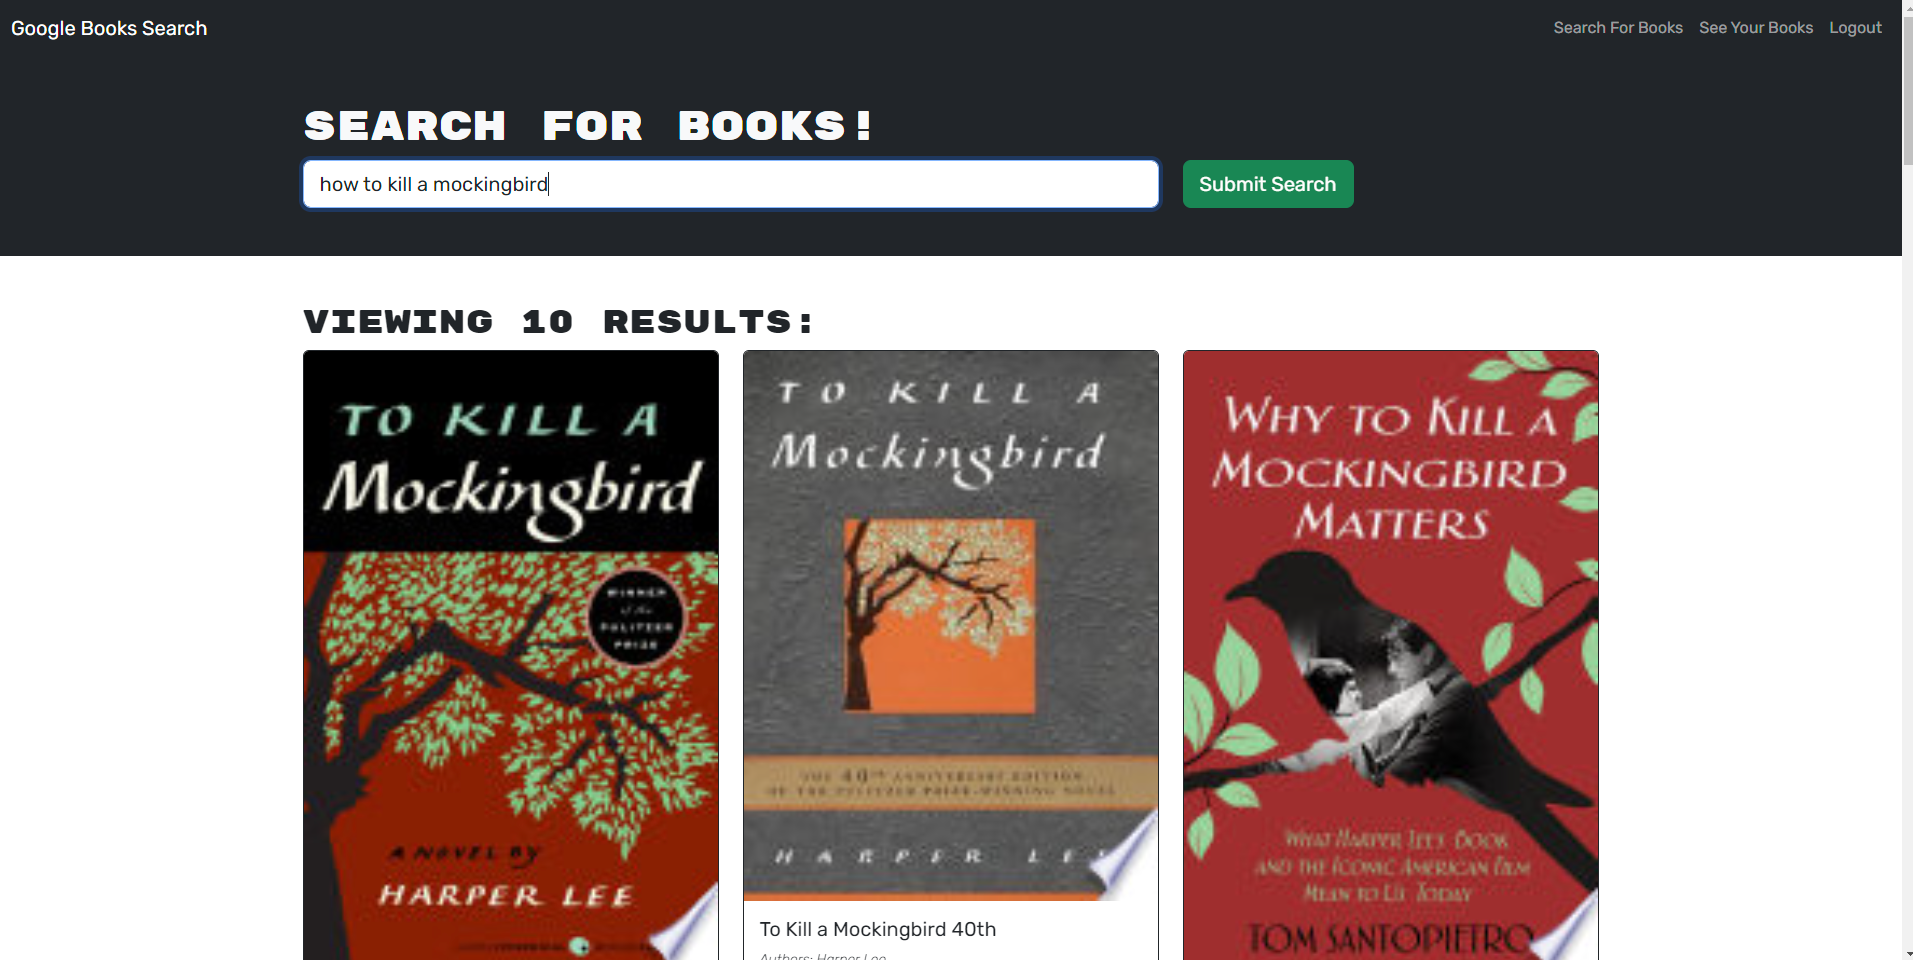 Google Books Search
Search For Books See Your Books Logout
SEARCH FOR BOOKS!
how to kill a mockingbird
Submit Search
VIEWING 10 RESULTS:
TO KILL A
Mockingbird
WINNER
of the
PULITZER
PRIZE
A NOVEL BY
HARPER LEE
TO KILL A
Mockingbird
THE 40TH ANNIVERSARY EDITION
OF THE PULITZER PRIZE-WINNING NOVEL
HARPER LEE
To Kill a Mockingbird 40th
Authors: Harper Lee
WHY TO KILL A
MOCKINGBIRD
MATTERS
WHAT HARPER LEE'S BOOK
AND THE ICONIC AMERICAN FILM
MEAN TO US TODAY
TOM SANTOPIETRO